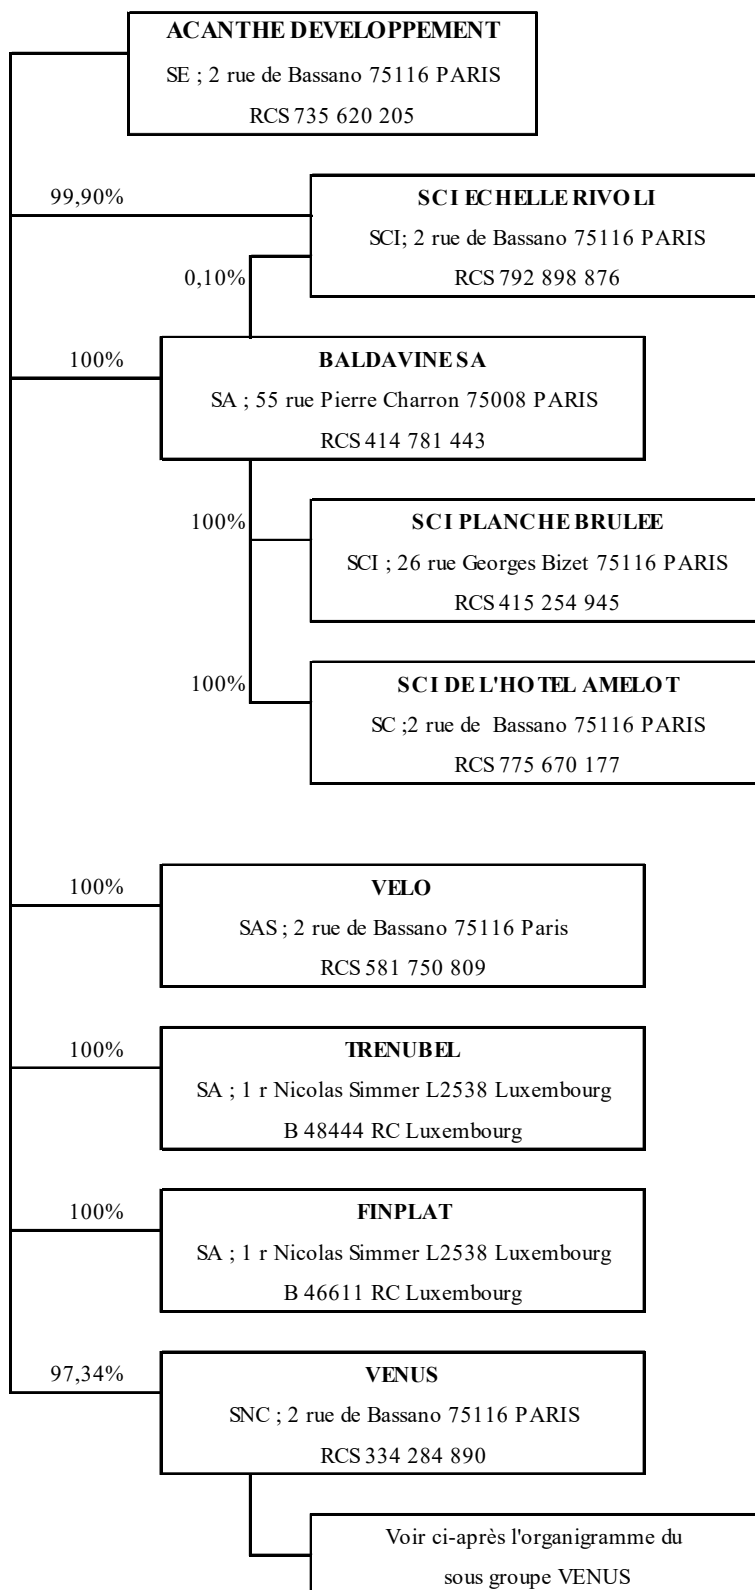 ACANTHE DEVELOPPEMENT
SE ; 2 rue de Bassano 75116 PARIS
RCS 735 620 205
99,90%
SCI ECHELLE RIVOLI
SCI; 2 rue de Bassano 75116 PARIS
RCS 792 898 876
0,10%
100%
BALDAVINE SA
SA ; 55 rue Pierre Charron 75008 PARIS
RCS 414 781 443
100%
SCI PLANCHE BRULEE
SCI ; 26 rue Georges Bizet 75116 PARIS
RCS 415 254 945
100%
SCI DE L'HOTEL AMELOT
SC ;2 rue de Bassano 75116 PARIS
RCS 775 670 177
100%
VELO
SAS ; 2 rue de Bassano 75116 Paris
RCS 581 750 809
100%
TRENUBEL
SA ; 1 r Nicolas Simmer L2538 Luxembourg
B 48444 RC Luxembourg
100%
FINPLAT
SA ; 1 r Nicolas Simmer L2538 Luxembourg
B 46611 RC Luxembourg
97,34%
VENUS
SNC ; 2 rue de Bassano 75116 PARIS
RCS 334 284 890
Voir ci-après l'organigramme du
sous groupe VENUS